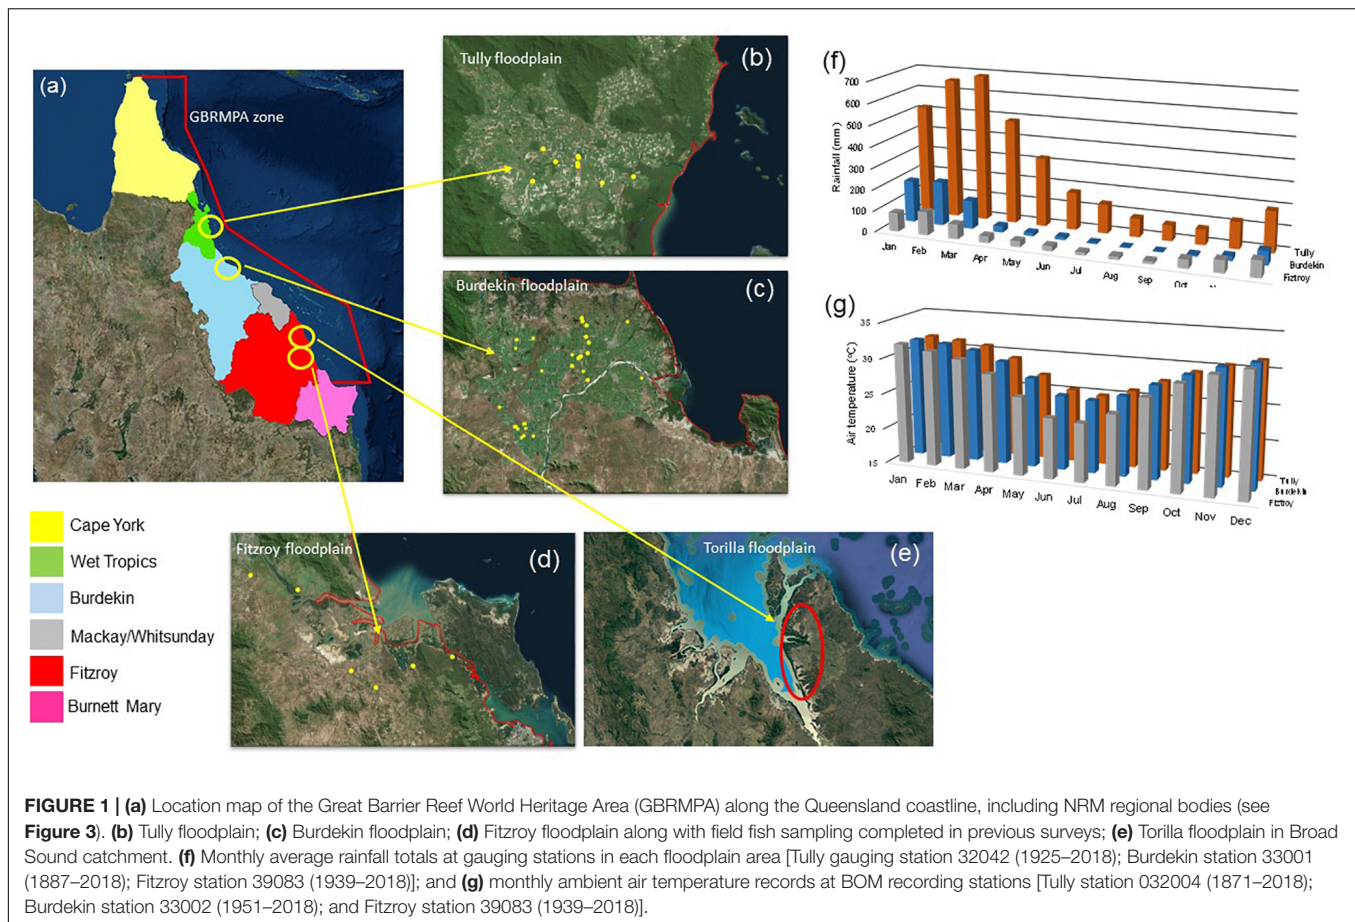 (a)
GBRMPA zone
Tully floodplain
(b)
Burdekin floodplain
(c)
Fitzroy floodplain
(d)
Torilla floodplain
(e)
Cape York
Wet Tropics
Burdekin
Mackay/Whitsunday
Fitzroy
Burnett Mary
(f)
Rainfall (mm)
700
600
500
400
300
200
100
0
Jan
Feb
Mar
Apr
May
Jun
Jul
Aug
Sep
Oct
Tully
Burdekin
Fiztroy
(g)
Air temperature (ºC)
35
30
25
20
15
Jan
Feb
Mar
Apr
May
Jun
Jul
Aug
Sep
Oct
Nov
Dec
Tully
Burdekin
Fiztroy
FIGURE 1 | (a) Location map of the Great Barrier Reef World Heritage Area (GBRMPA) along the Queensland coastline, including NRM regional bodies (see
Figure 3). (b) Tully floodplain; (c) Burdekin floodplain; (d) Fitzroy floodplain along with field fish sampling completed in previous surveys; (e) Torilla floodplain in Broad
Sound catchment. (f) Monthly average rainfall totals at gauging stations in each floodplain area [Tully gauging station 32042 (1925–2018); Burdekin station 33001
(1887–2018); Fitzroy station 39083 (1939–2018)]; and (g) monthly ambient air temperature records at BOM recording stations [Tully station 032004 (1871–2018);
Burdekin station 33002 (1951–2018); and Fitzroy station 39083 (1939–2018)].